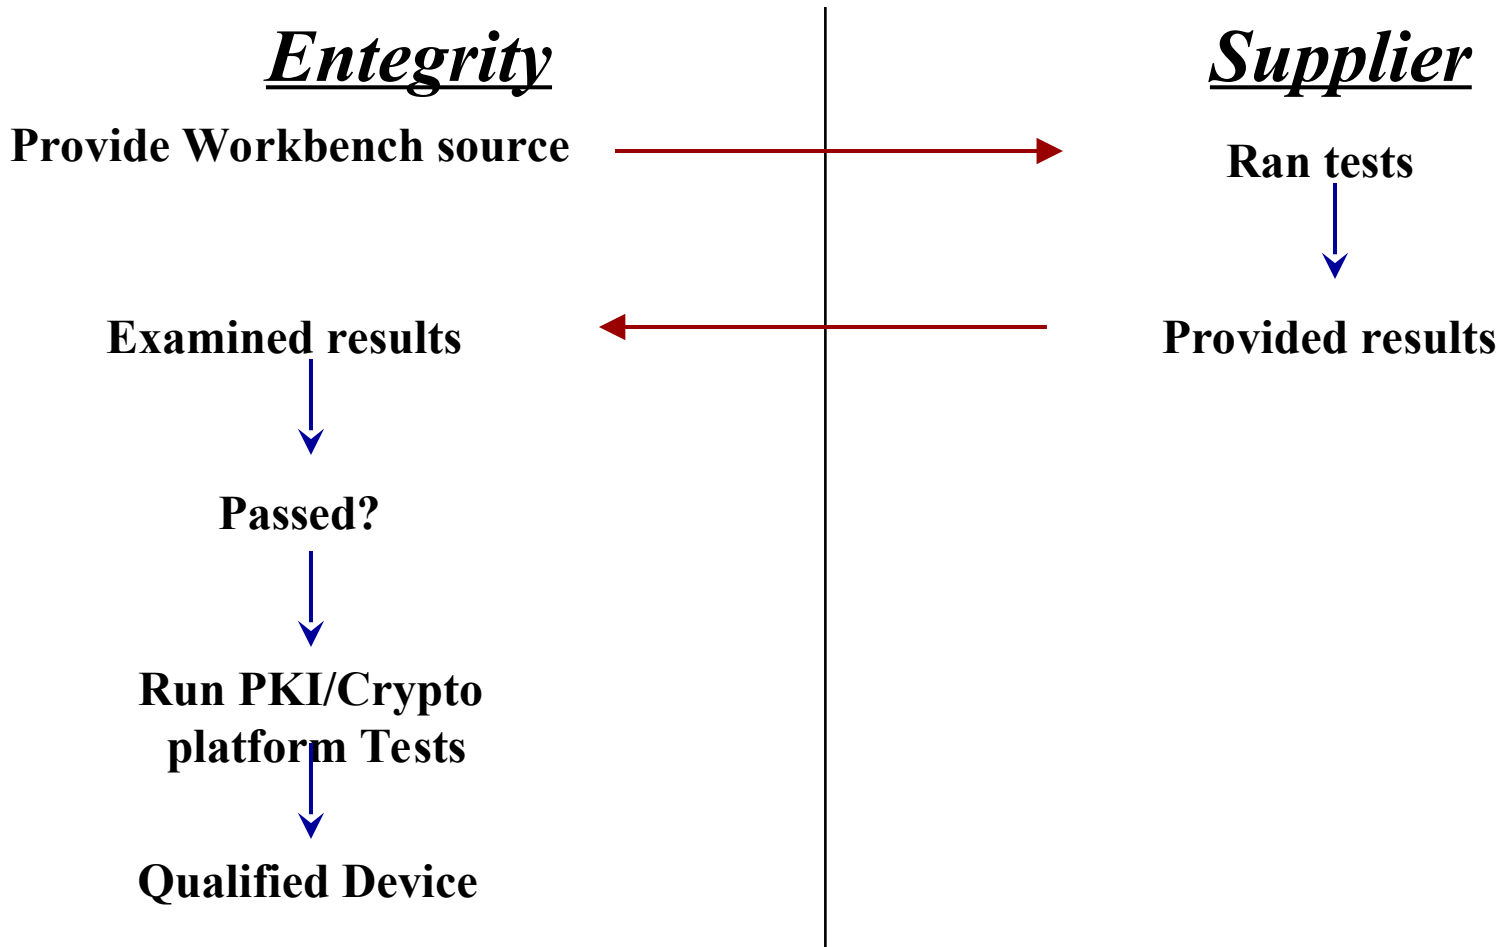 Entegrity
Supplier
Provide Workbench source
Ran tests
Examined results
Provided results
Passed?
Run PKI/Crypto
platform Tests
Qualified Device